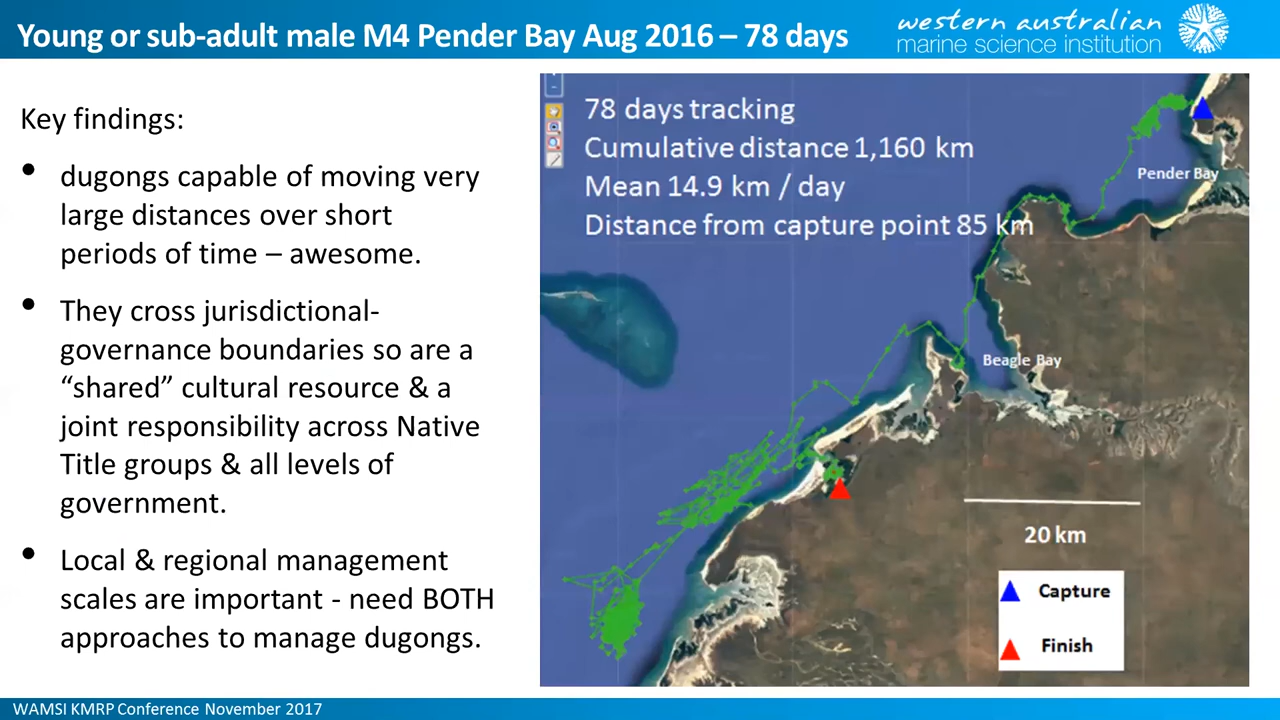 Young or sub-adult male M4 Pender Bay Aug 2016 – 78 days
western australian
marine science institution
Key findings:
• dugongs capable of moving very
large distances over short
periods of time – awesome.
• They cross jurisdictional-
governance boundaries so are a
“shared” cultural resource & a
joint responsibility across Native
Title groups & all levels of
government.
• Local & regional management
scales are important - need BOTH
approaches to manage dugongs.
78 days tracking
Cumulative distance 1,160 km
Mean 14.9 km / day
Distance from capture point 85 km
Pender Bay
Beagle Bay
20 km
Capture
Finish
WAMSI KMRP Conference November 2017